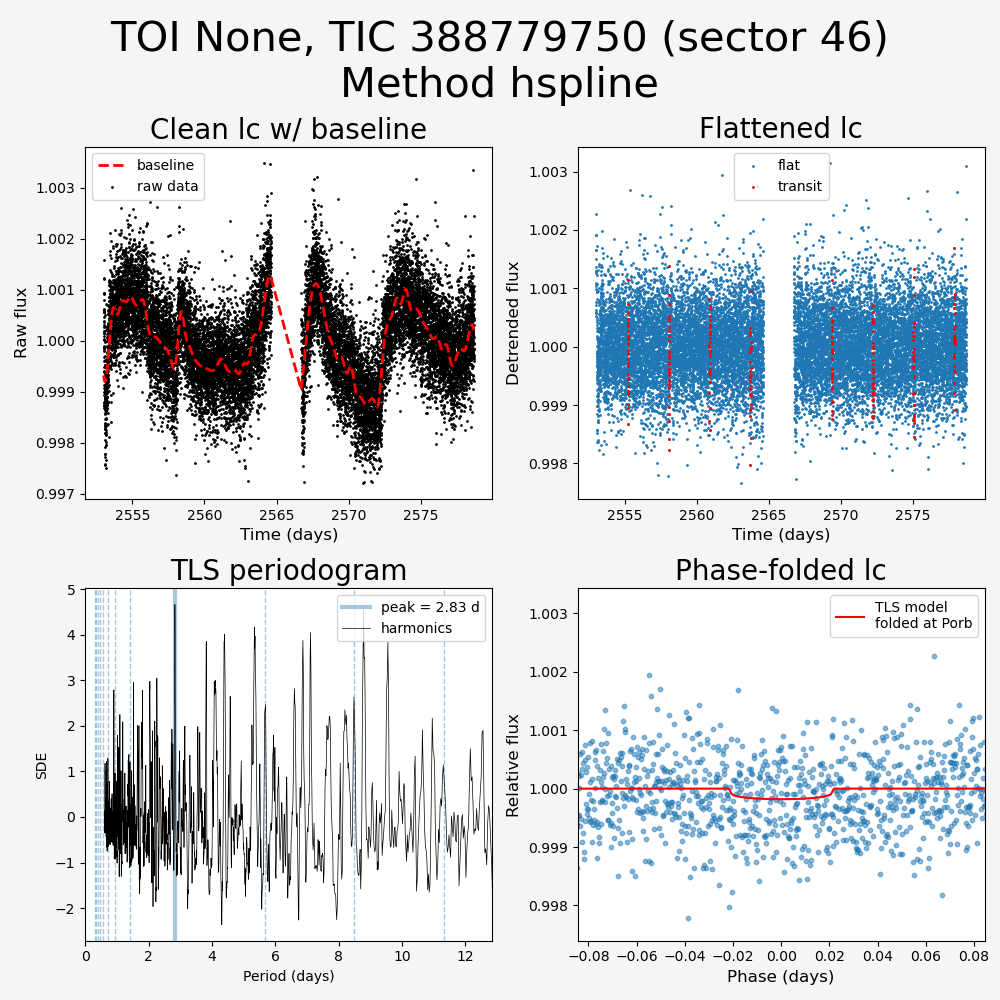 TOI None, TIC 388779750 (sector 46)
Method hspline
Clean lc w/ baseline
baseline
raw data
Raw flux
1.003
1.002
1.001
1.000
0.999
0.998
0.997
2555
2560
2565
2570
2575
Time (days)
Flattened lc
flat
transit
Detrended flux
1.003
1.002
1.001
1.000
0.999
0.998
2555
2560
2565
2570
2575
Time (days)
TLS periodogram
peak = 2.83 d
harmonics
SDE
5
4
3
2
1
0
−1
−2
0
2
4
6
8
10
12
Period (days)
Phase-folded lc
TLS model
folded at Porb
Relative flux
1.003
1.002
1.001
1.000
0.999
0.998
−0.08
−0.06
−0.04
−0.02
0.00
0.02
0.04
0.06
0.08
Phase (days)